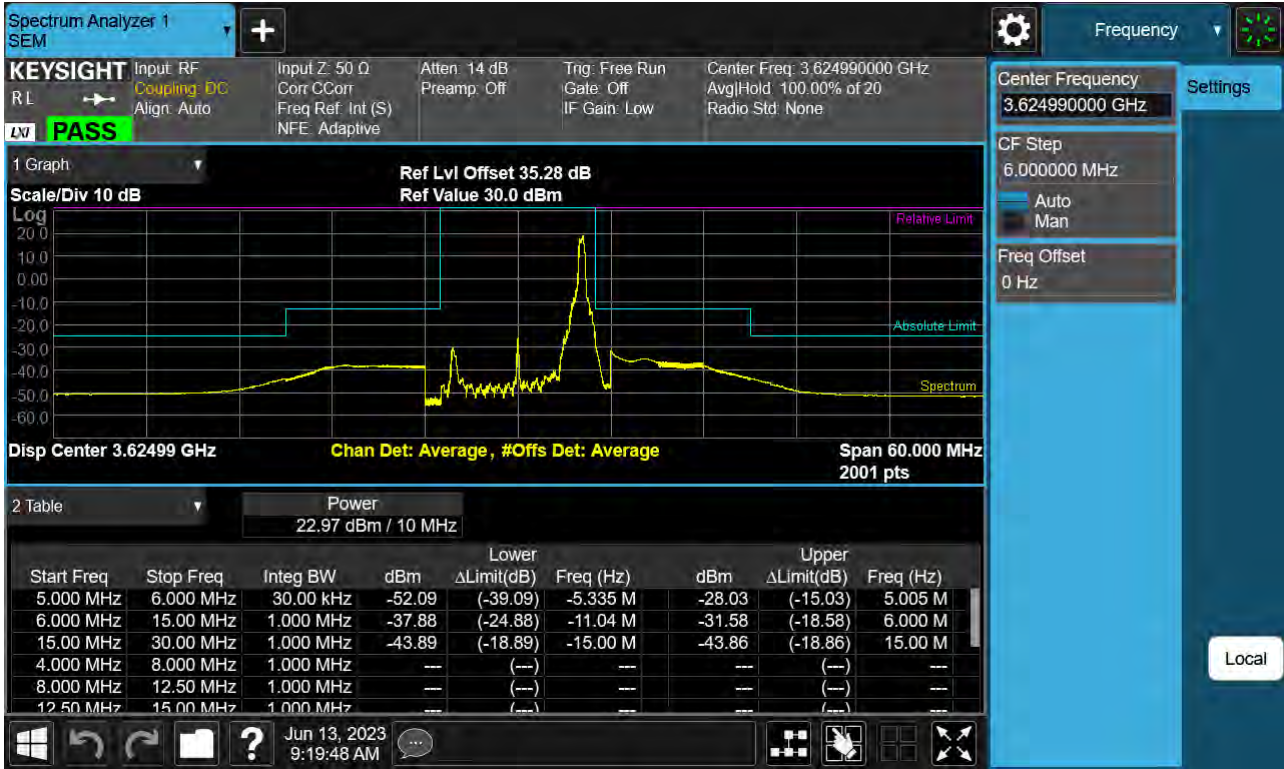 Spectrum Analyzer 1
SEM
Frequency
KEYSIGHT
RL
LXI
PASS
Input: RF
Coupling: DC
Align: Auto
Input Z: 50 Ω
Corr CCorr
Freq Ref: Int (S)
NFE: Adaptive
Atten: 14 dB
Preamp: Off
Trig: Free Run
Gate: Off
IF Gain: Low
Center Freq: 3.624990000 GHz
Avg|Hold: 100.00% of 20
Radio Std: None
Center Frequency
3.624990000 GHz
Settings
CF Step
6.000000 MHz
Auto
Man
Freq Offset
0 Hz
1 Graph
Scale/Div 10 dB
Ref Lvl Offset 35.28 dB
Ref Value 30.0 dBm
Log
20.0
10.0
0.00
-10.0
-20.0
-30.0
-40.0
-50.0
-60.0
Relative Limit
Absolute Limit
Spectrum
Disp Center 3.62499 GHz
Chan Det: Average, #Offs Det: Average
Span 60.000 MHz
2001 pts
2 Table
Power
22.97 dBm / 10 MHz
Lower Upper
Start Freq Stop Freq Integ BW dBm ΔLimit(dB) Freq (Hz) dBm ΔLimit(dB) Freq (Hz)
5.000 MHz 6.000 MHz 30.00 kHz -52.09 (-39.09) -5.335 M -28.03 (-15.03) 5.005 M
6.000 MHz 15.00 MHz 1.000 MHz -37.88 (-24.88) -11.04 M -31.58 (-18.58) 6.000 M
15.00 MHz 30.00 MHz 1.000 MHz -43.89 (-18.89) -15.00 M -43.86 (-18.86) 15.00 M
4.000 MHz 8.000 MHz 1.000 MHz --- (---) --- --- (---) ---
8.000 MHz 12.50 MHz 1.000 MHz --- (---) --- --- (---) ---
12.50 MHz 15.00 MHz 1.000 MHz --- (---) --- --- (---) ---
Local
?
Jun 13, 2023
9:19:48 AM